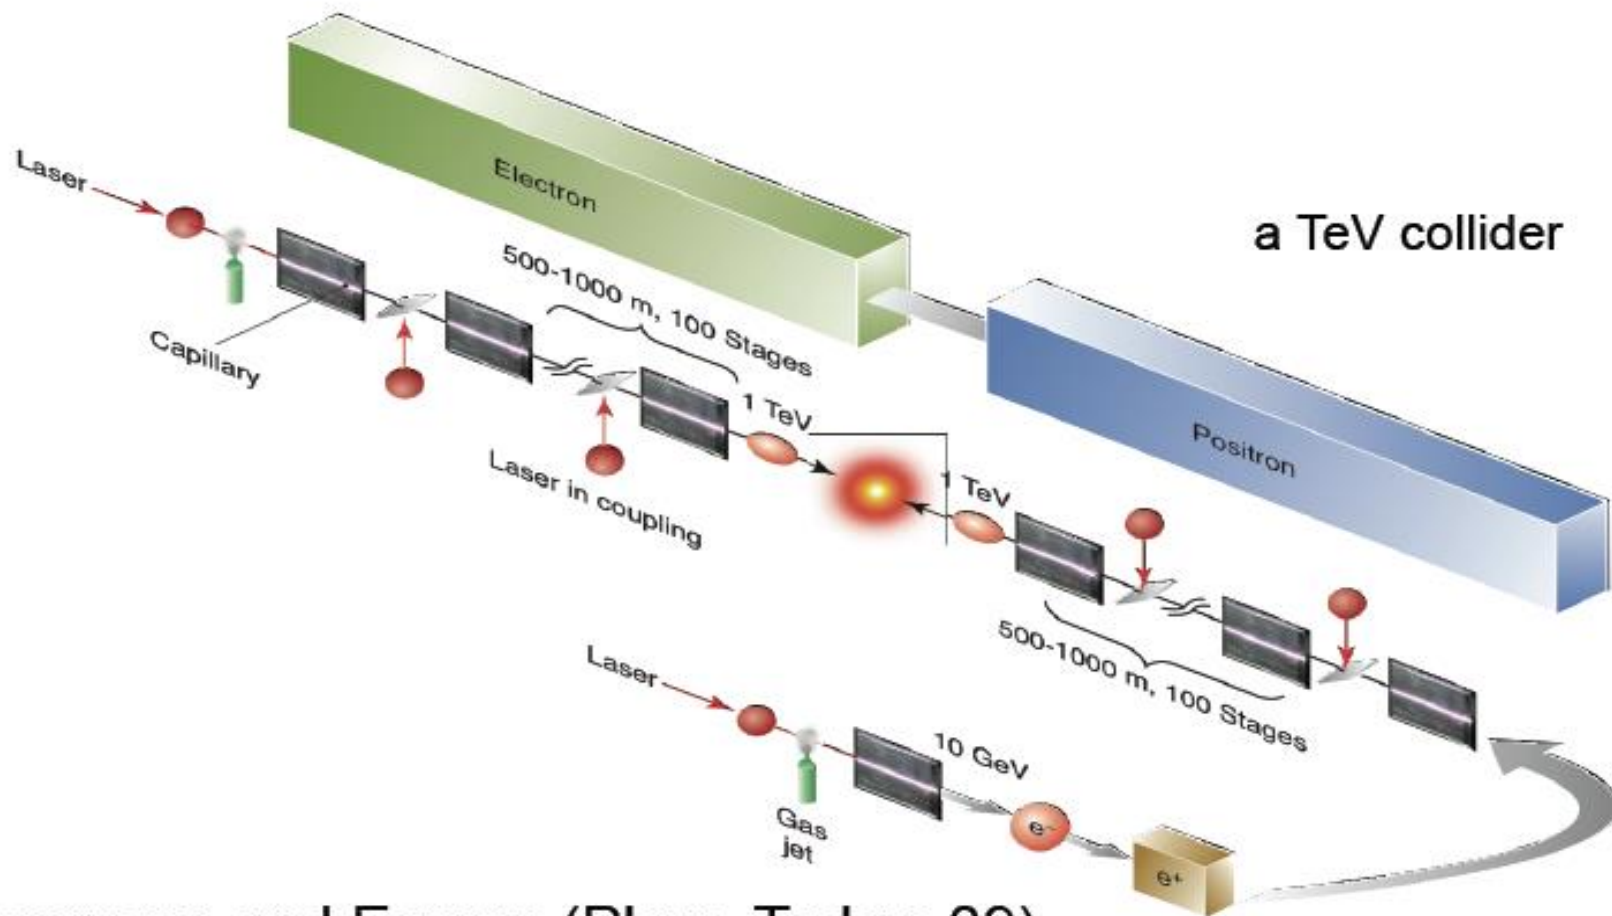 Electron
Laser
a TeV collider
500-1000 m, 100 Stages
Capillary
1 TeV
Positron
Laser in coupling
1 TeV
500-1000 m, 100 Stages
Laser
10 GeV
Gas
jet
e-
e+